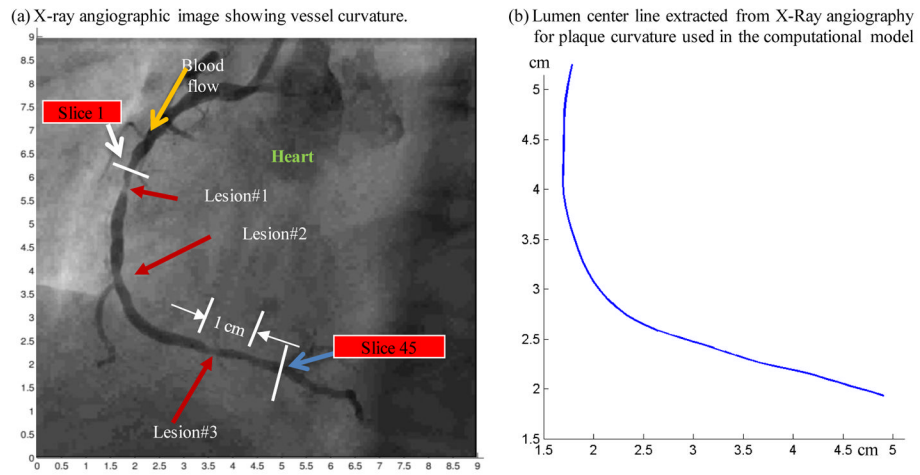 (a) X-ray angiographic image showing vessel curvature.
9
8.5
8
7.5
7
6.5
6
5.5
5
4.5
4
3.5
3
2.5
2
1.5
1
0.5
0
Blood
flow
Slice 1
Heart
Lesion#1
Lesion#2
1 cm
Slice 45
Lesion#3
0 0.5 1 1.5 2 2.5 3 3.5 4 4.5 5 5.5 6 6.5 7 7.5 8 8.5 9
(b) Lumen center line extracted from X-Ray angiography
for plaque curvature used in the computational model
cm
5
4.5
4
3.5
3
2.5
2
1.5
1.5 2 2.5 3 3.5 4 4.5 5 cm